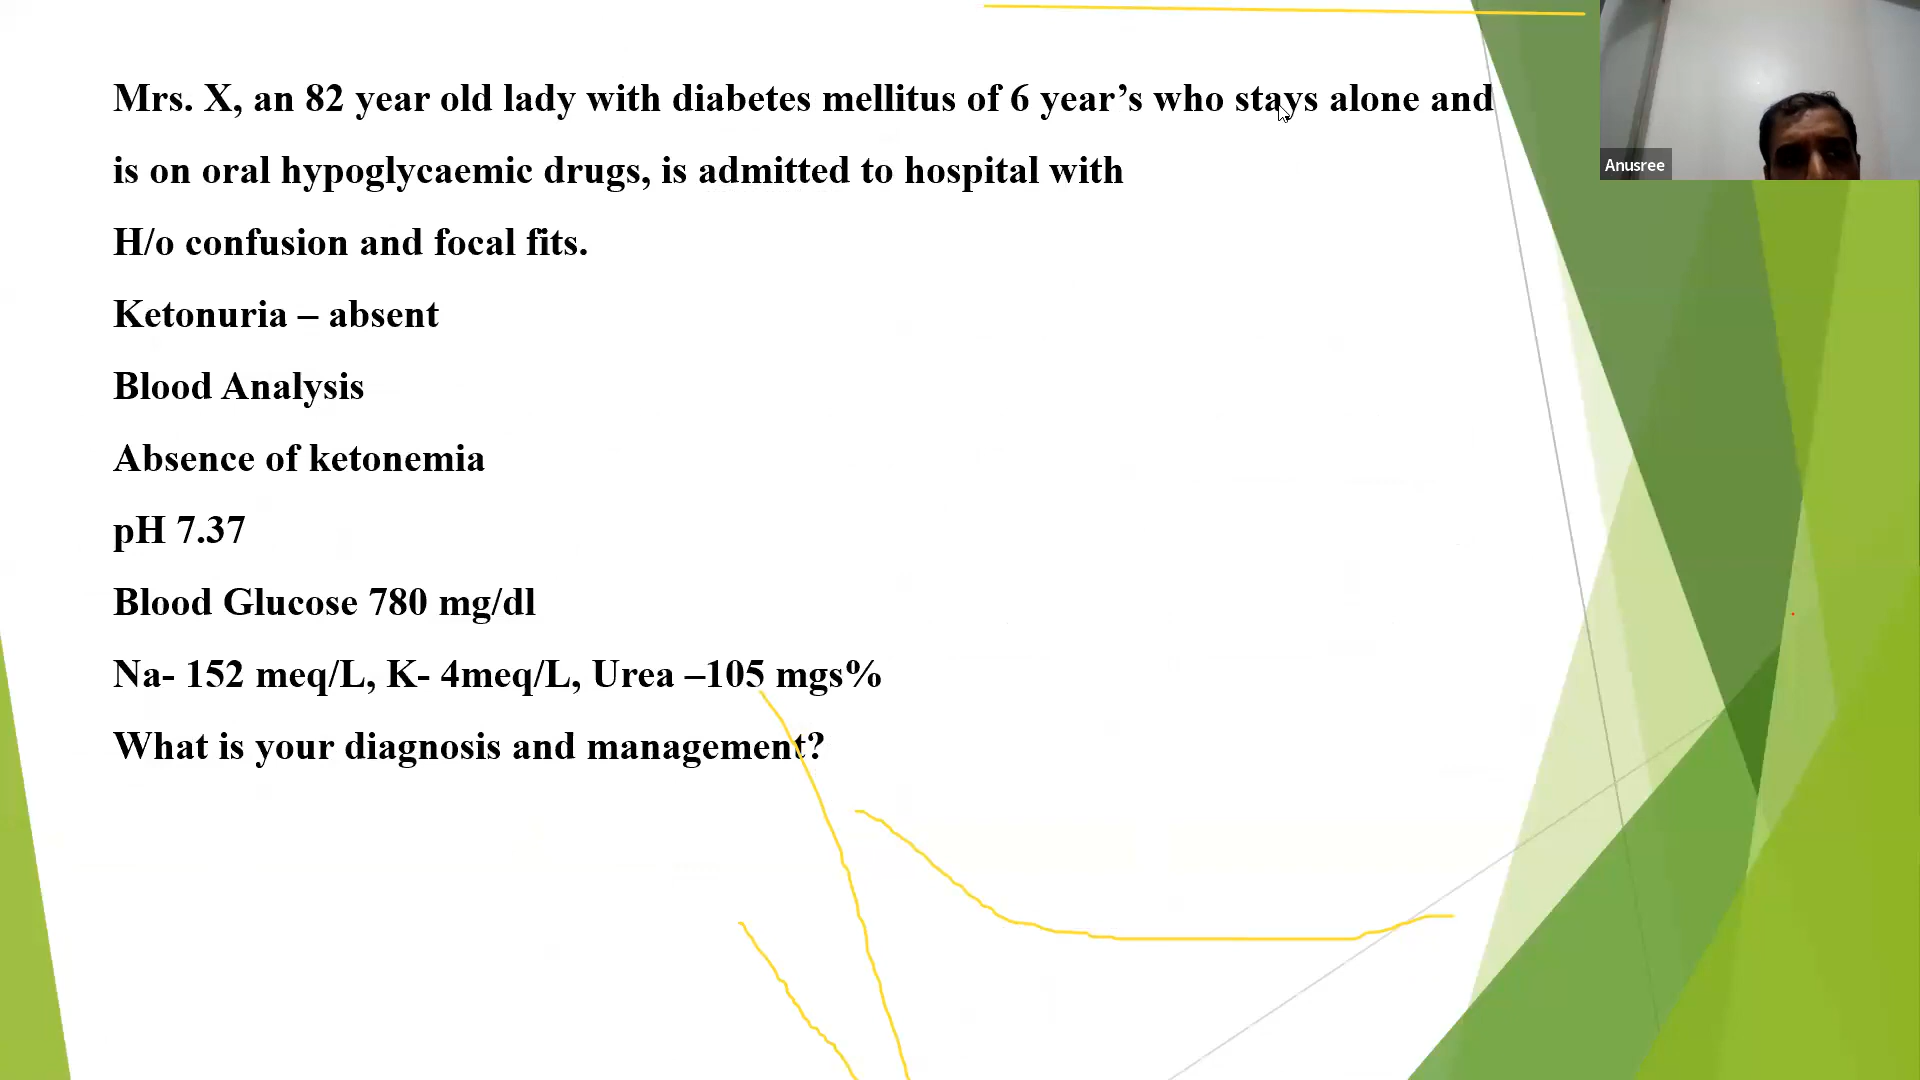 Mrs. X, an 82 year old lady with diabetes mellitus of 6 year’s who stays alone and
is on oral hypoglycaemic drugs, is admitted to hospital with
H/o confusion and focal fits.
Ketonuria – absent
Blood Analysis
Absence of ketonemia
pH 7.37
Blood Glucose 780 mg/dl
Na- 152 meq/L, K- 4meq/L, Urea –105 mgs%
What is your diagnosis and management?
Anusree